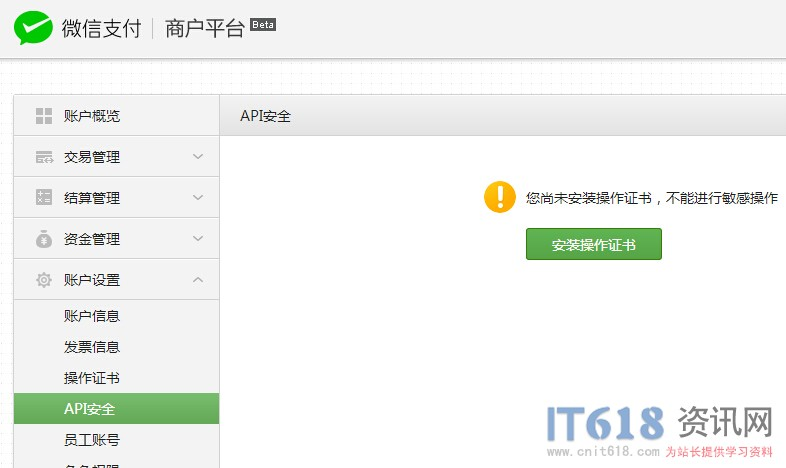 微信支付 商户平台 Beta
账户概览
API安全
交易管理
结算管理
您尚未安装操作证书，不能进行敏感操作
资金管理
安装操作证书
账户设置
账户信息
发票信息
操作证书
API安全
员工账号
IT618 资讯网
www.cnit618.com 为站长提供学习资料